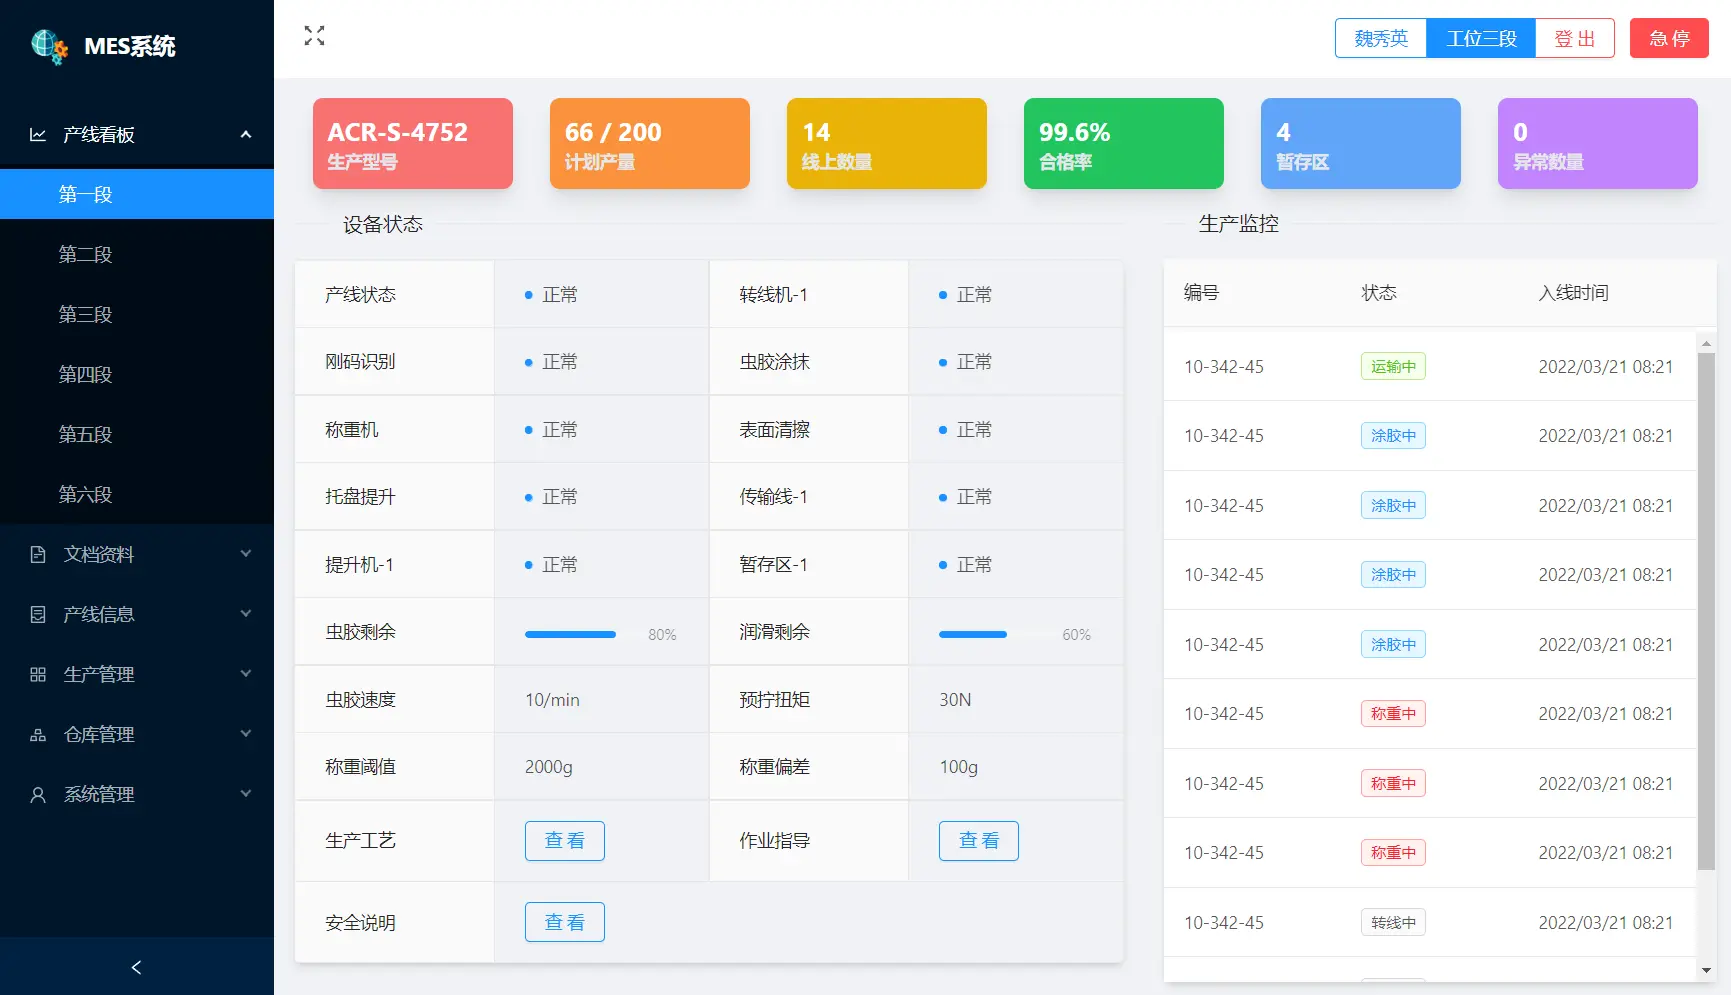 MES系统
产线看板
第一段
第二段
第三段
第四段
第五段
第六段
文档资料
产线信息
生产管理
仓库管理
系统管理
魏秀英 工位三段 登出 急停
ACR-S-4752
生产型号
66 / 200
计划产量
14
线上数量
99.6%
合格率
4
暂存区
0
异常数量
设备状态
产线状态 正常 转线机-1 正常
刚码识别 正常 虫胶涂抹 正常
称重机 正常 表面清擦 正常
托盘提升 正常 传输线-1 正常
提升机-1 正常 暂存区-1 正常
虫胶剩余 80% 润滑剩余 60%
虫胶速度 10/min 预拧扭矩 30N
称重阈值 2000g 称重偏差 100g
生产工艺 查看 作业指导 查看
安全说明 查看
生产监控
编号 状态 入线时间
10-342-45 运输中 2022/03/21 08:21
10-342-45 涂胶中 2022/03/21 08:21
10-342-45 涂胶中 2022/03/21 08:21
10-342-45 涂胶中 2022/03/21 08:21
10-342-45 涂胶中 2022/03/21 08:21
10-342-45 称重中 2022/03/21 08:21
10-342-45 称重中 2022/03/21 08:21
10-342-45 称重中 2022/03/21 08:21
10-342-45 转线中 2022/03/21 08:21